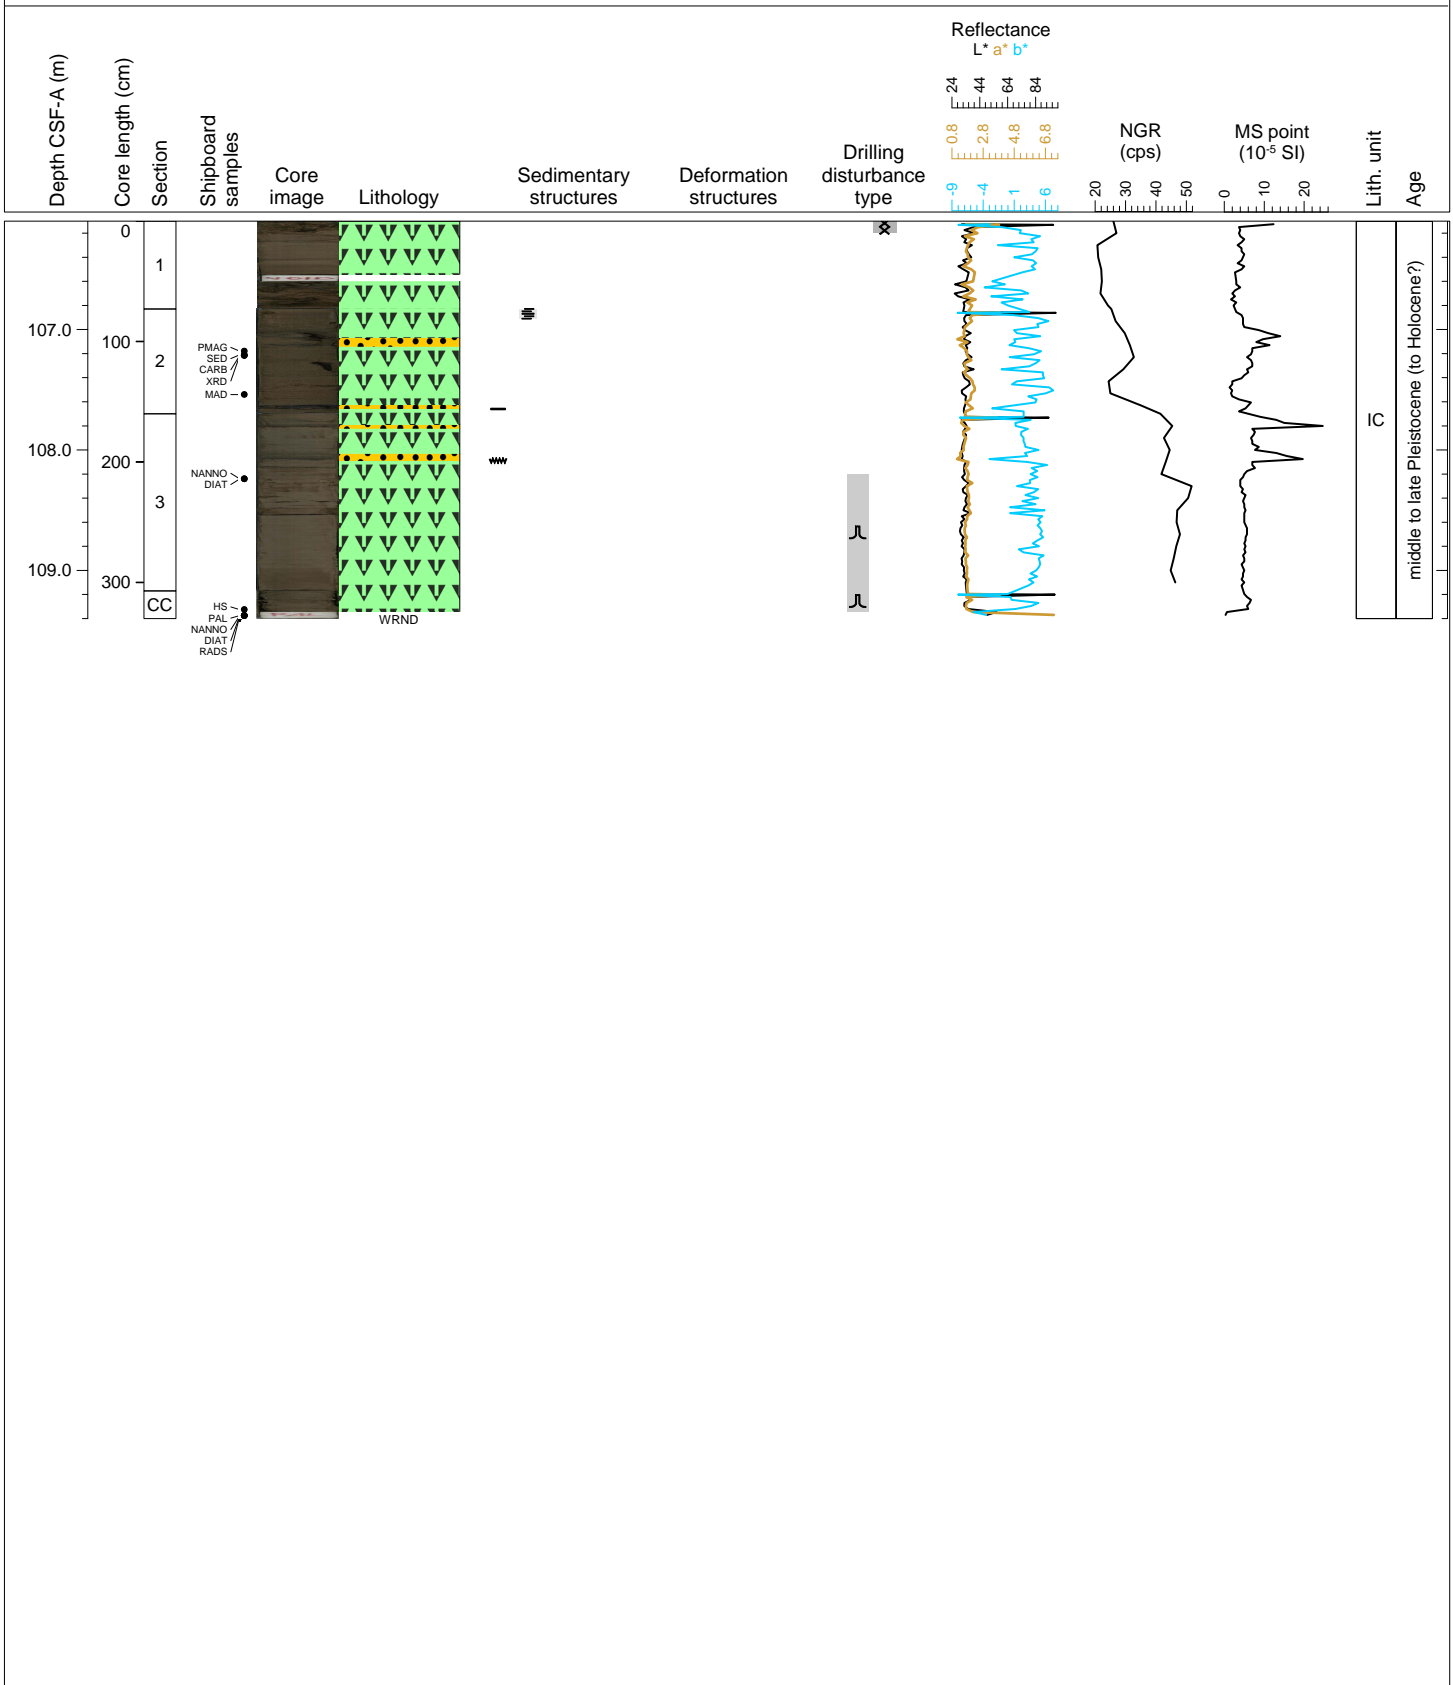 Reflectance
L* a* b*
24 44 64 84
0.8 2.8 4.8 6.8
-9 -4 1 6
Depth CSF-A (m)
Core length (cm)
Section
Shipboard
samples
Core
image
Lithology
Sedimentary
structures
Deformation
structures
Drilling
disturbance
type
NGR
(cps)
20 30 40 50
MS point
(10-5 SI)
0 10 20
Lith. unit
Age
0
1
107.0
100
PMAG
SED
CARB
XRD
MAD
2
108.0
200
NANNO
DIAT
3
IC
middle to late Pleistocene (to Holocene?)
109.0
300
CC
HS
PAL
NANNO
DIAT
RADS
WRND